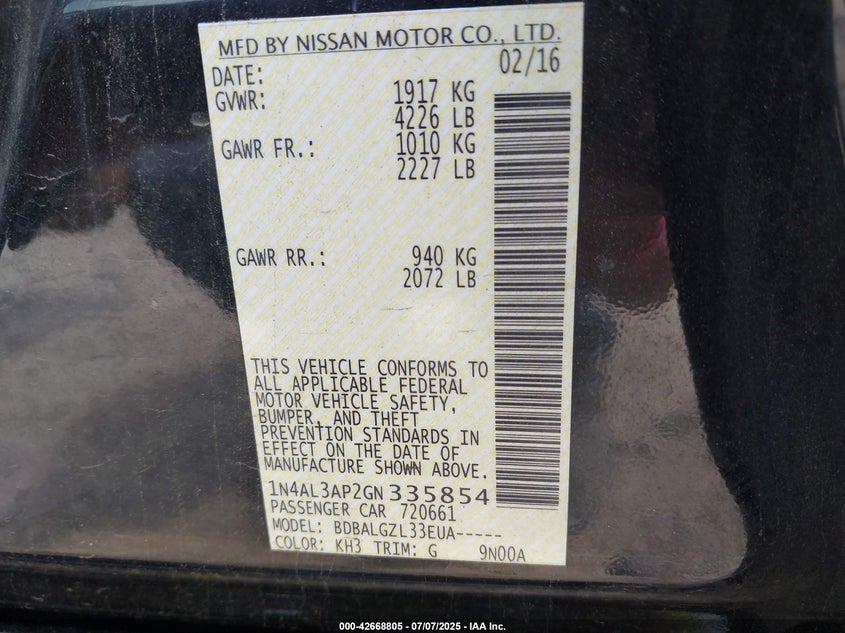 MFD BY NISSAN MOTOR CO., LTD.
DATE: 02/16
GVWR: 1917 KG
4226 LB
GAWR FR.: 1010 KG
2227 LB
GAWR RR.: 940 KG
2072 LB
THIS VEHICLE CONFORMS TO
ALL APPLICABLE FEDERAL
MOTOR VEHICLE SAFETY,
BUMPER, AND THEFT
PREVENTION STANDARDS IN
EFFECT ON THE DATE OF
MANUFACTURE SHOWN ABOVE.
1N4AL3AP2GN335854
PASSENGER CAR 720661
MODEL: BDBALGZL33EUA-----
COLOR: KH3 TRIM: G 9N00A
000-42668805 - 07/07/2025 - IAA Inc.